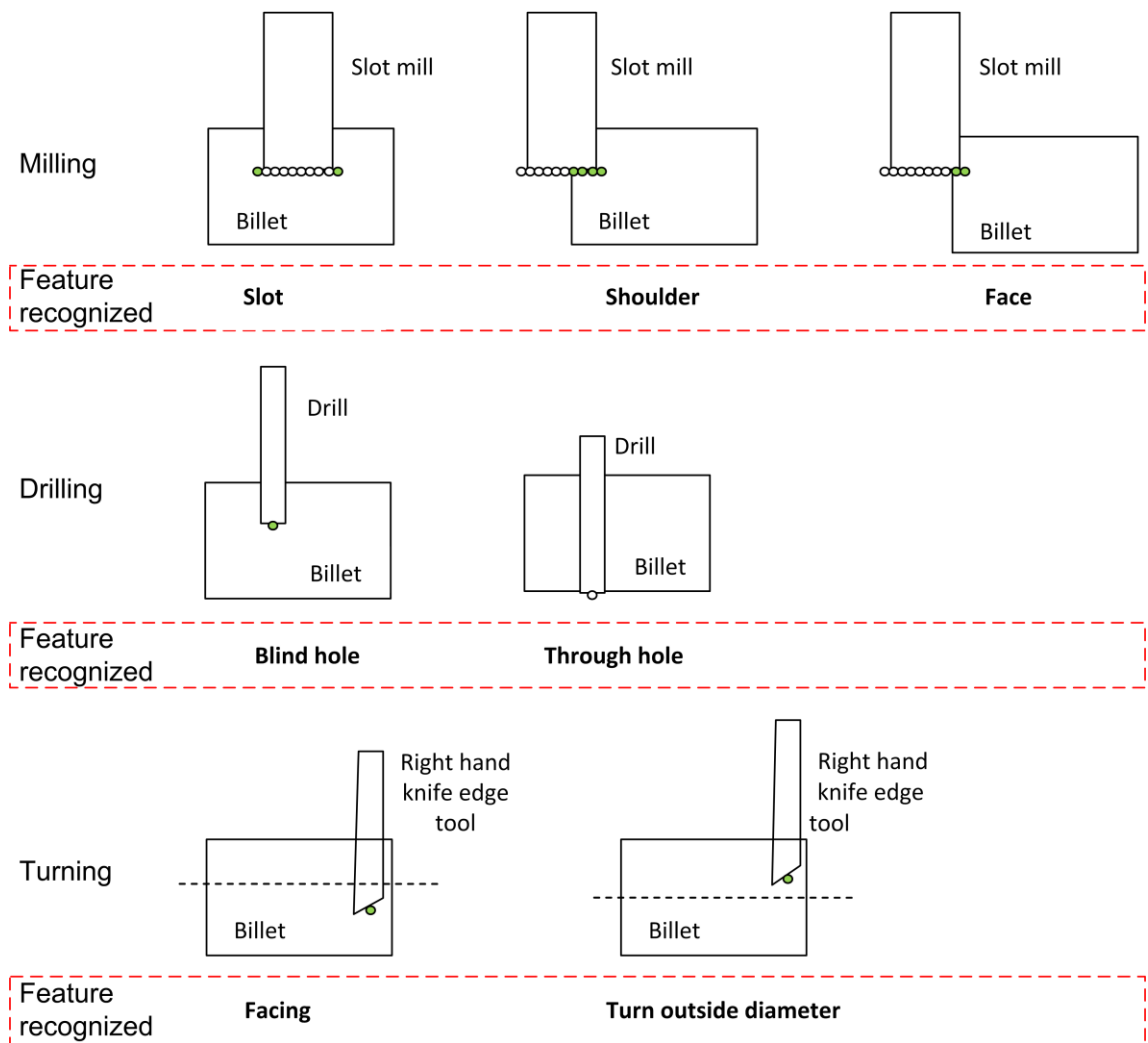 Slot mill
Slot mill
Slot mill
Milling
Billet
Billet
Billet
Feature
recognized
Slot
Shoulder
Face
Drill
Drill
Drilling
Billet
Billet
Feature
recognized
Blind hole
Through hole
Right hand
knife edge
tool
Right hand
knife edge
tool
Turning
Billet
Billet
Feature
recognized
Facing
Turn outside diameter